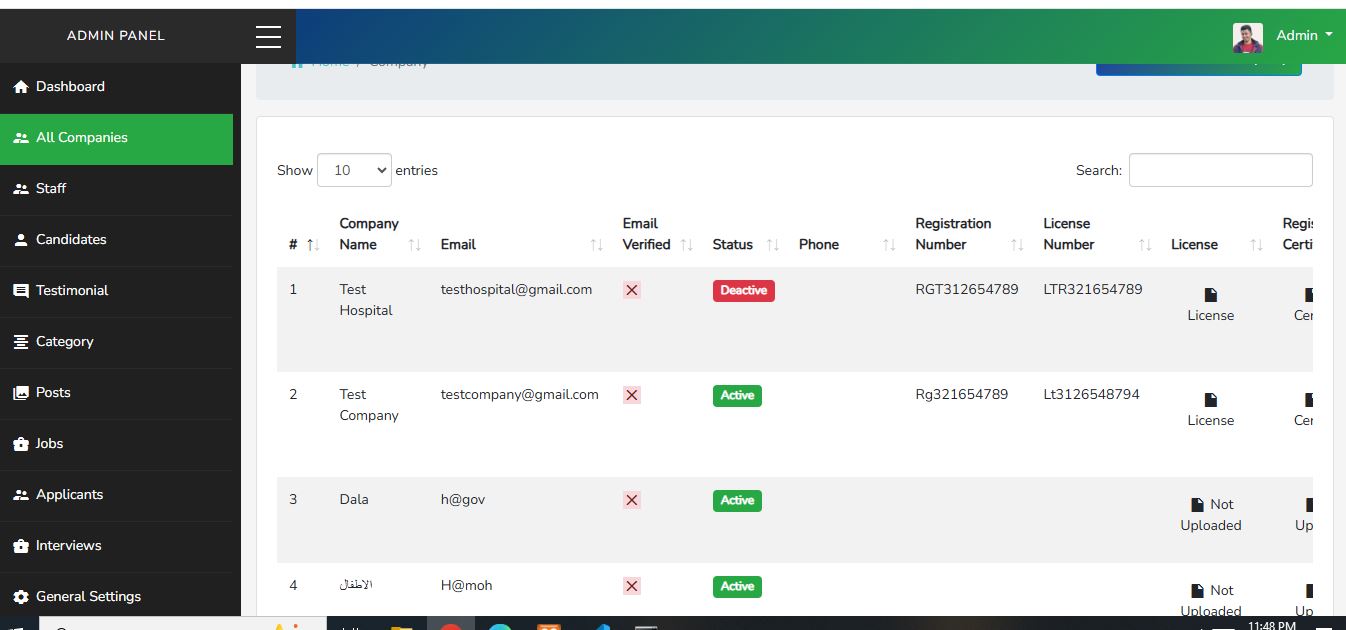 ADMIN PANEL
Admin
Home / Company
Dashboard
All Companies
Staff
Candidates
Testimonial
Category
Posts
Jobs
Applicants
Interviews
General Settings
Show 10 entries
Search:
# Company Name Email Email Verified Status Phone Registration Number License Number License Regis Certi
1 Test Hospital testhospital@gmail.com Deactive RGT312654789 LTR321654789 License Cer
2 Test Company testcompany@gmail.com Active Rg321654789 Lt3126548794 License Cer
3 Dala h@gov Active Not Uploaded Up
4 الاطفال H@moh Active Not Uploaded Up
11:48 PM